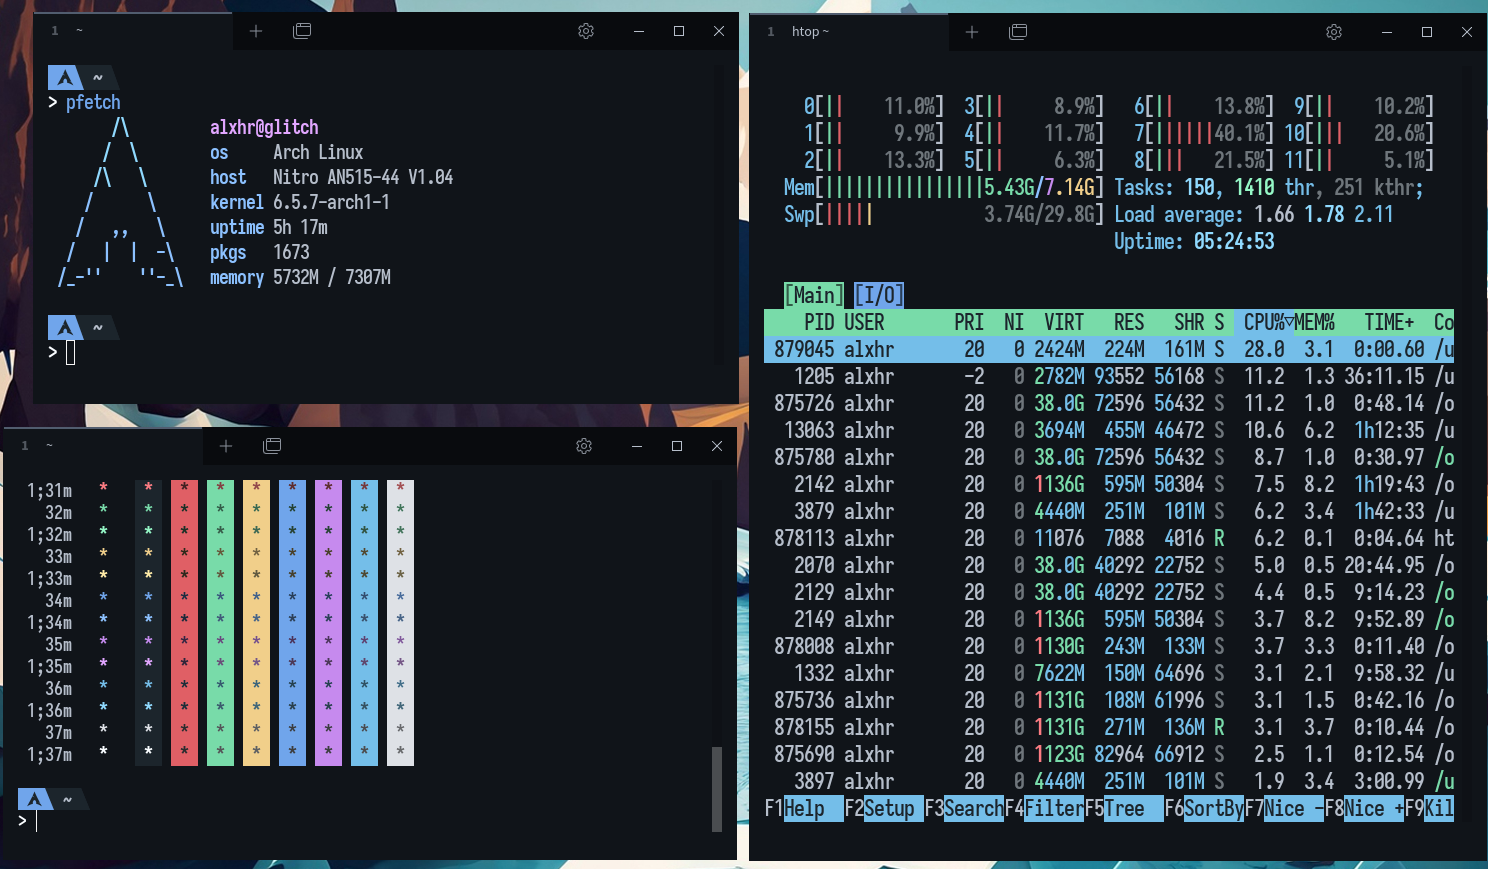 1 ~
~
> pfetch
alxhr@glitch
os Arch Linux
host Nitro AN515-44 V1.04
kernel 6.5.7-arch1-1
uptime 5h 17m
pkgs 1673
memory 5732M / 7307M
~
>
1 ~
1;31m * * * * * * * * *
32m * * * * * * * * *
1;32m * * * * * * * * *
33m * * * * * * * * *
1;33m * * * * * * * * *
34m * * * * * * * * *
1;34m * * * * * * * * *
35m * * * * * * * * *
1;35m * * * * * * * * *
36m * * * * * * * * *
1;36m * * * * * * * * *
37m * * * * * * * * *
1;37m * * * * * * * * *
~
>
1 htop ~
0[|| 11.0%] 3[|| 8.9%] 6[|| 13.8%] 9[|| 10.2%]
1[|| 9.9%] 4[|| 11.7%] 7[||||||40.1%] 10[||| 20.6%]
2[|| 13.3%] 5[|| 6.3%] 8[||| 21.5%] 11[|| 5.1%]
Mem[||||||||||||||||5.43G/7.14G] Tasks: 150, 1410 thr, 251 kthr;
Swp[||||| 3.74G/29.8G] Load average: 1.66 1.78 2.11
Uptime: 05:24:53
[Main] [I/O]
PID USER PRI NI VIRT RES SHR S CPU%▽MEM% TIME+ Co
879045 alxhr 20 0 2424M 224M 161M S 28.0 3.1 0:00.60 /u
1205 alxhr -2 0 2782M 93552 56168 S 11.2 1.3 36:11.15 /u
875726 alxhr 20 0 38.0G 72596 56432 S 11.2 1.0 0:48.14 /o
13063 alxhr 20 0 3694M 455M 46472 S 10.6 6.2 1h12:35 /u
875780 alxhr 20 0 38.0G 72596 56432 S 8.7 1.0 0:30.97 /o
2142 alxhr 20 0 1136G 595M 50304 S 7.5 8.2 1h19:43 /o
3879 alxhr 20 0 4440M 251M 101M S 6.2 3.4 1h42:33 /u
878113 alxhr 20 0 11076 7088 4016 R 6.2 0.1 0:04.64 ht
2070 alxhr 20 0 38.0G 40292 22752 S 5.0 0.5 20:44.95 /o
2129 alxhr 20 0 38.0G 40292 22752 S 4.4 0.5 9:14.23 /o
2149 alxhr 20 0 1136G 595M 50304 S 3.7 8.2 9:52.89 /o
878008 alxhr 20 0 1130G 243M 133M S 3.7 3.3 0:11.40 /o
1332 alxhr 20 0 7622M 150M 64696 S 3.1 2.1 9:58.32 /u
875736 alxhr 20 0 1131G 108M 61996 S 3.1 1.5 0:42.16 /o
878155 alxhr 20 0 1131G 271M 136M R 3.1 3.7 0:10.44 /o
875690 alxhr 20 0 1123G 82964 66912 S 2.5 1.1 0:12.54 /o
3897 alxhr 20 0 4440M 251M 101M S 1.9 3.4 3:00.99 /u
F1Help F2Setup F3SearchF4FilterF5Tree F6SortByF7Nice -F8Nice +F9Kil